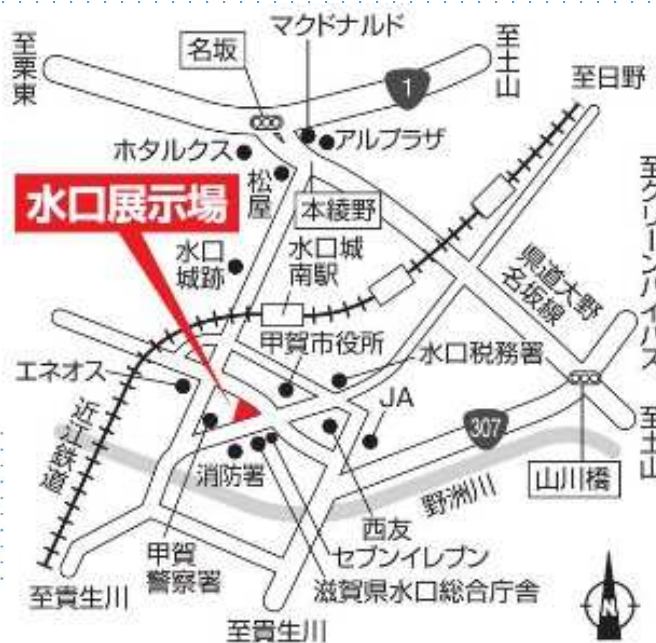 マクドナルド
至栗東
名坂
至土山
1
至日野
アルプラザ
ホタルクス
松屋
水口展示場
本綾野
至グリーンバイパス
水口
城跡
水口城
南駅
県道大野
名坂線
甲賀市役所
水口税務署
エネオス
JA
近江鉄道
307
至土山
消防署
野洲川
山川橋
西友
甲賀
警察署
セブンイレブン
滋賀県水口総合庁舎
至貴生川
至貴生川
N